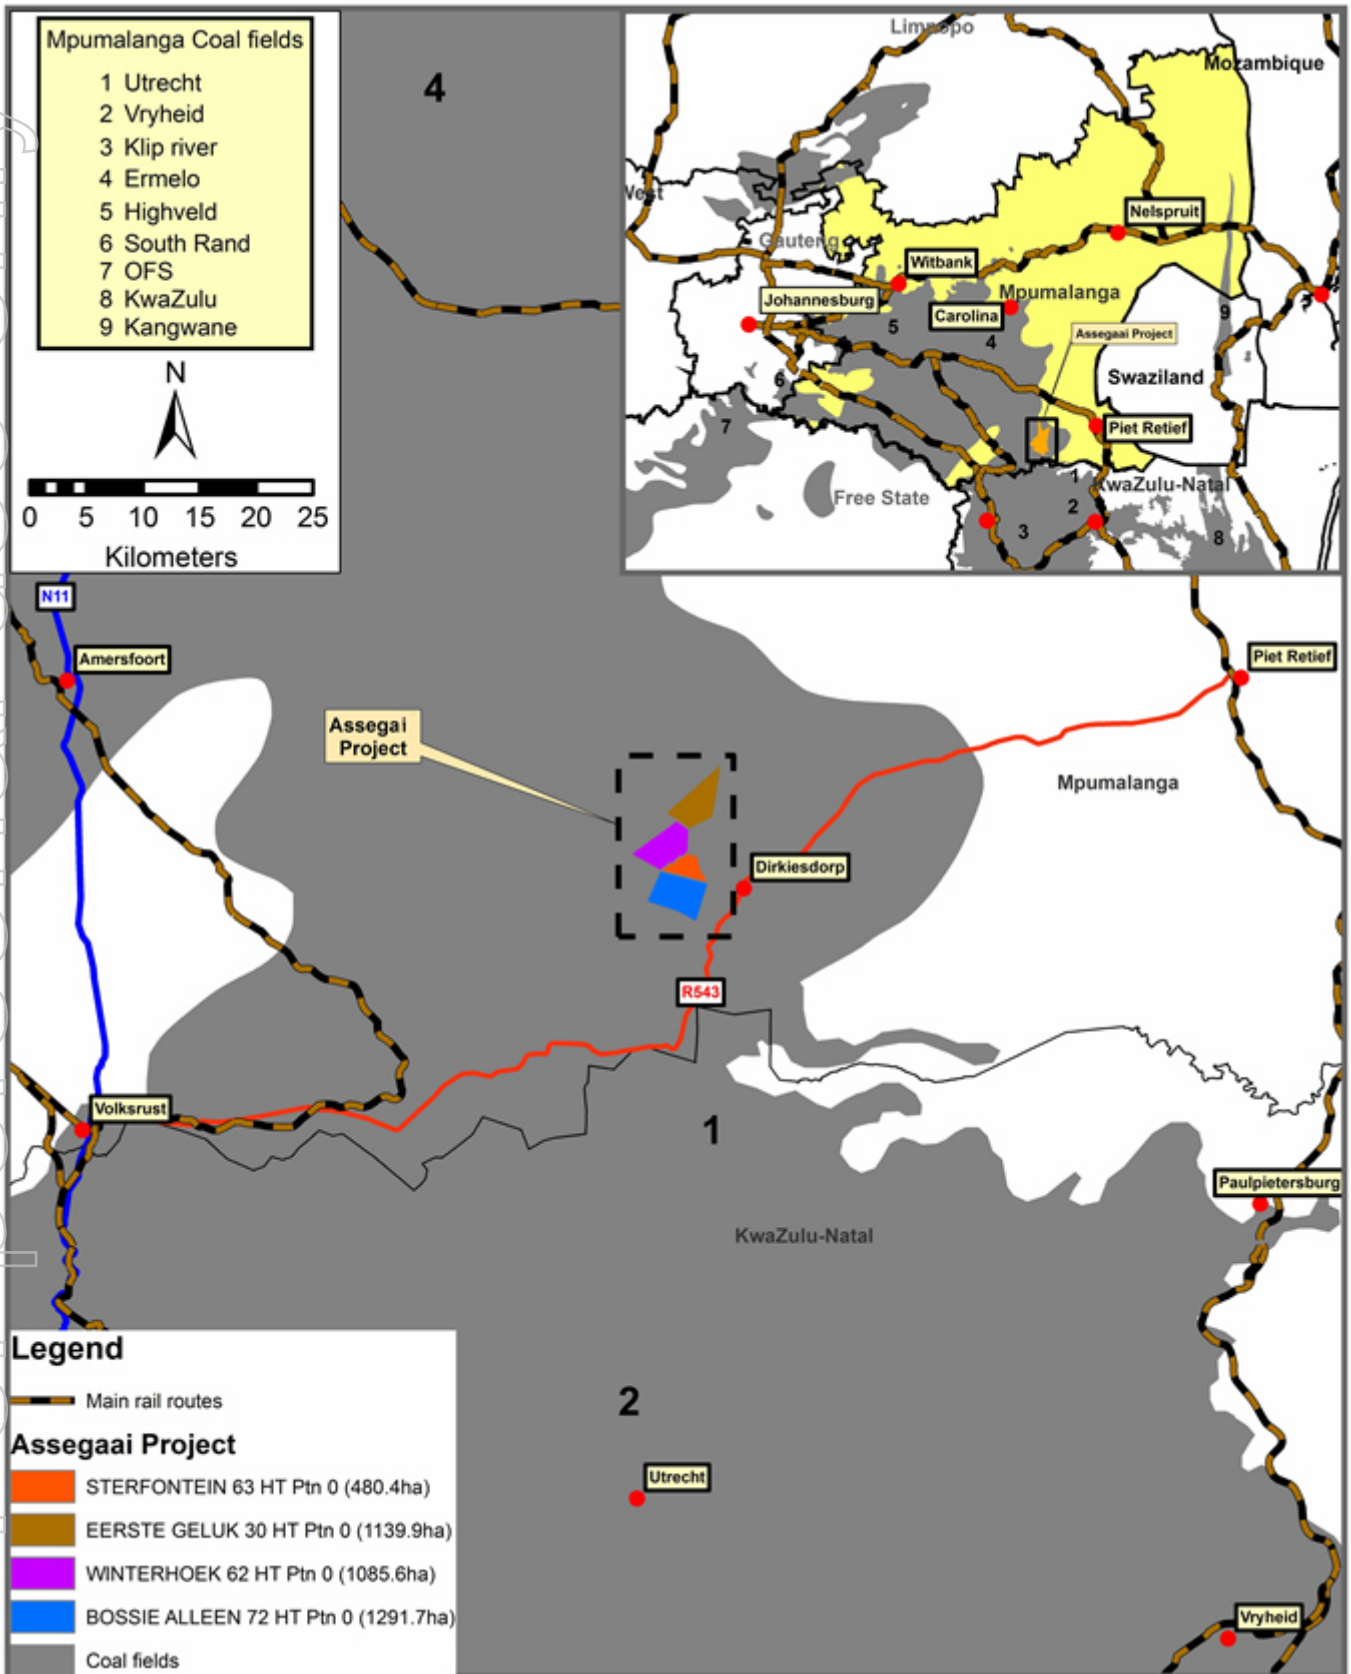 Mpumalanga Coal fields
1 Utrecht
2 Vryheid
3 Klip river
4 Ermelo
5 Highveld
6 South Rand
7 OFS
8 KwaZulu
9 Kangwane
N
0 5 10 15 20 25
Kilometers
4
Limpopo
Mozambique
West
Nelspruit
Gauteng
Witbank
Mpumalanga
Johannesburg
Carolina
5
4
9
Assegaai Project
Swaziland
6
7
Piet Retief
1
KwaZulu-Natal
Free State
2
3
8
N11
Amersfoort
Piet Retief
Assegai
Project
Mpumalanga
Dirkiesdorp
R543
Volksrust
1
Paulpietersburg
KwaZulu-Natal
2
Utrecht
Vryheid
Legend
Main rail routes
Assegaai Project
STERFONTEIN 63 HT Ptn 0 (480.4ha)
EERSTE GELUK 30 HT Ptn 0 (1139.9ha)
WINTERHOEK 62 HT Ptn 0 (1085.6ha)
BOSSIE ALLEEN 72 HT Ptn 0 (1291.7ha)
Coal fields